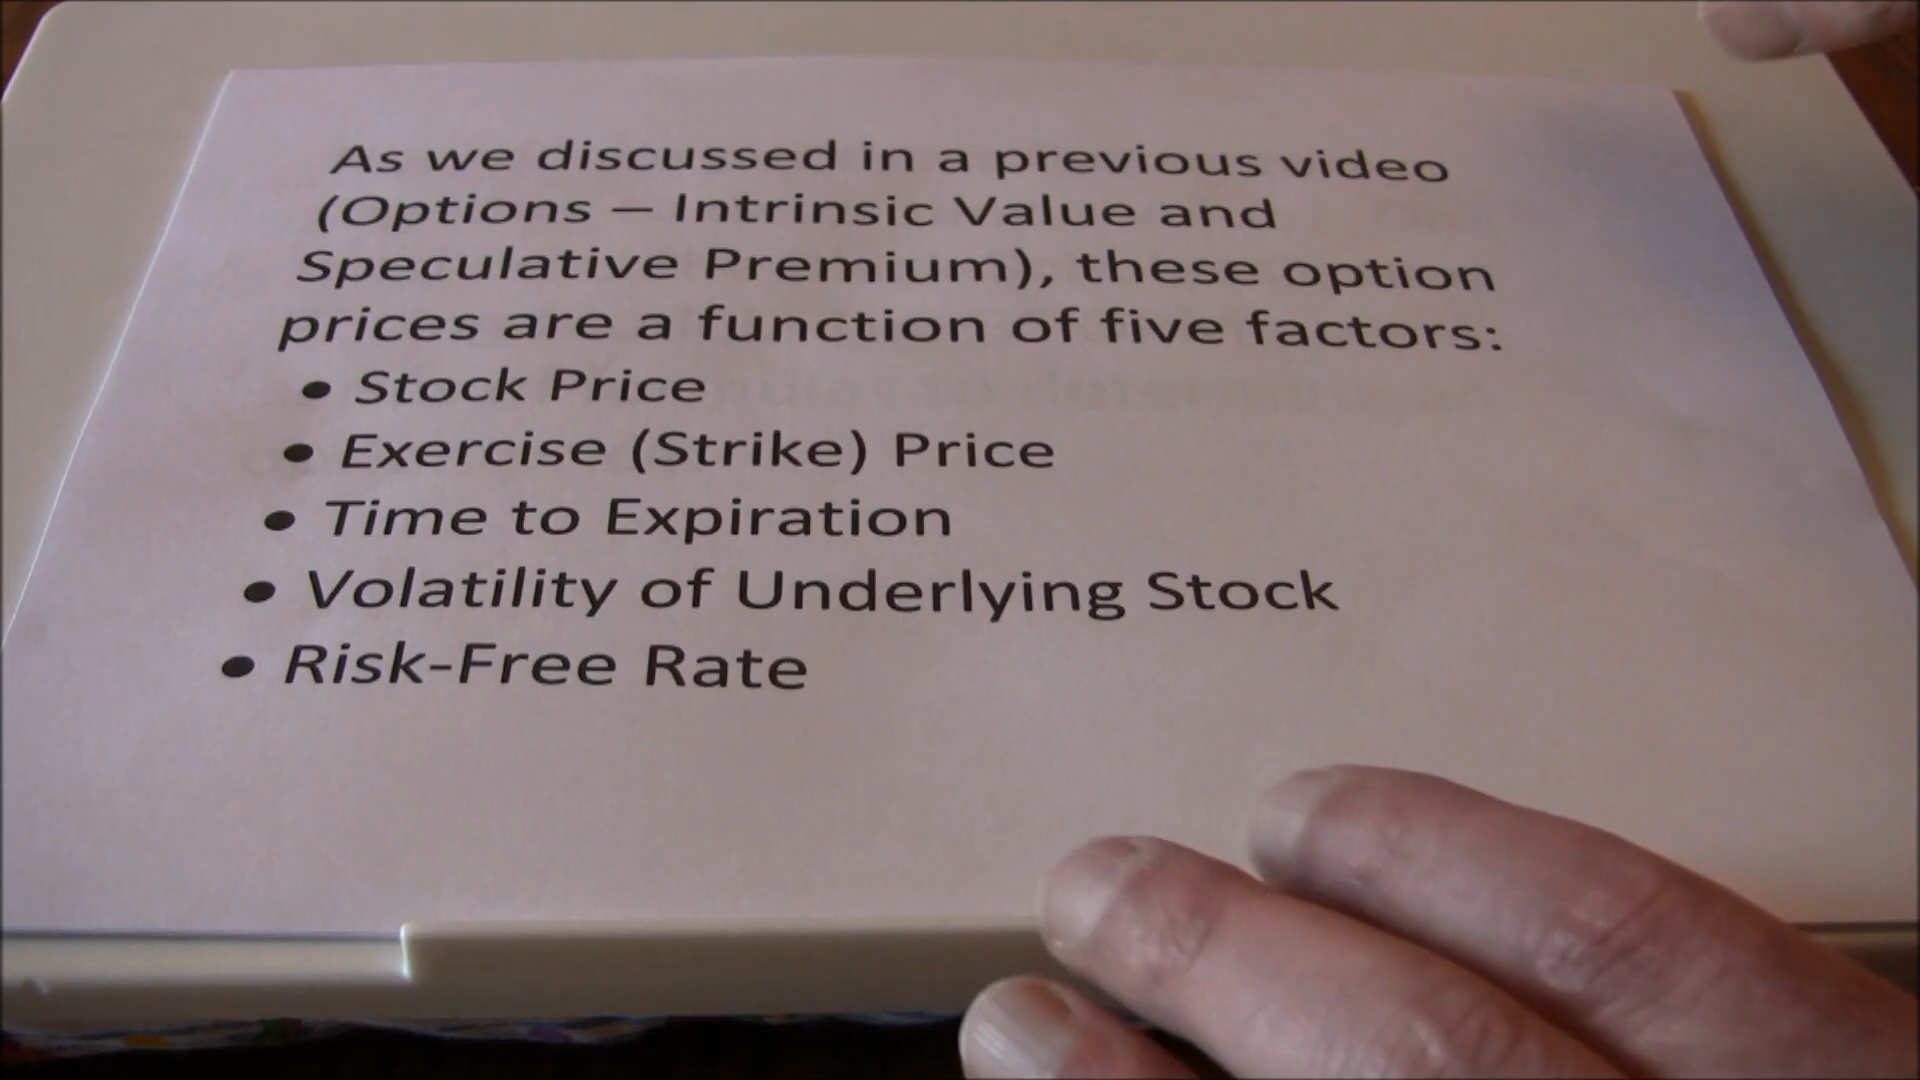 As we discussed in a previous video
(Options – Intrinsic Value and
Speculative Premium), these option
prices are a function of five factors:
• Stock Price
• Exercise (Strike) Price
• Time to Expiration
• Volatility of Underlying Stock
• Risk-Free Rate